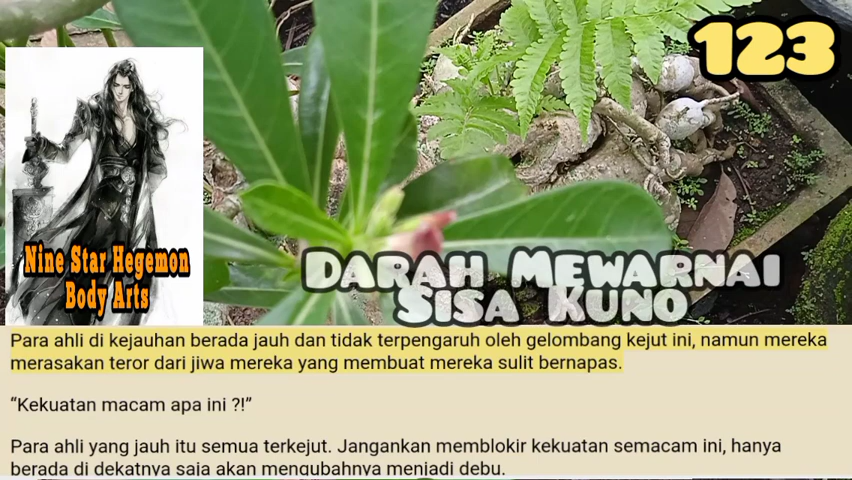 123
Nine Star Hegemon
Body Arts
Darah Mewarnai
Sisa Kuno
Para ahli di kejauhan berada jauh dan tidak terpengaruh oleh gelombang kejut ini, namun mereka
merasakan teror dari jiwa mereka yang membuat mereka sulit bernapas.
“Kekuatan macam apa ini ?!”
Para ahli yang jauh itu semua terkejut. Jangankan memblokir kekuatan semacam ini, hanya
berada di dekatnya saja akan mengubahnya menjadi debu.